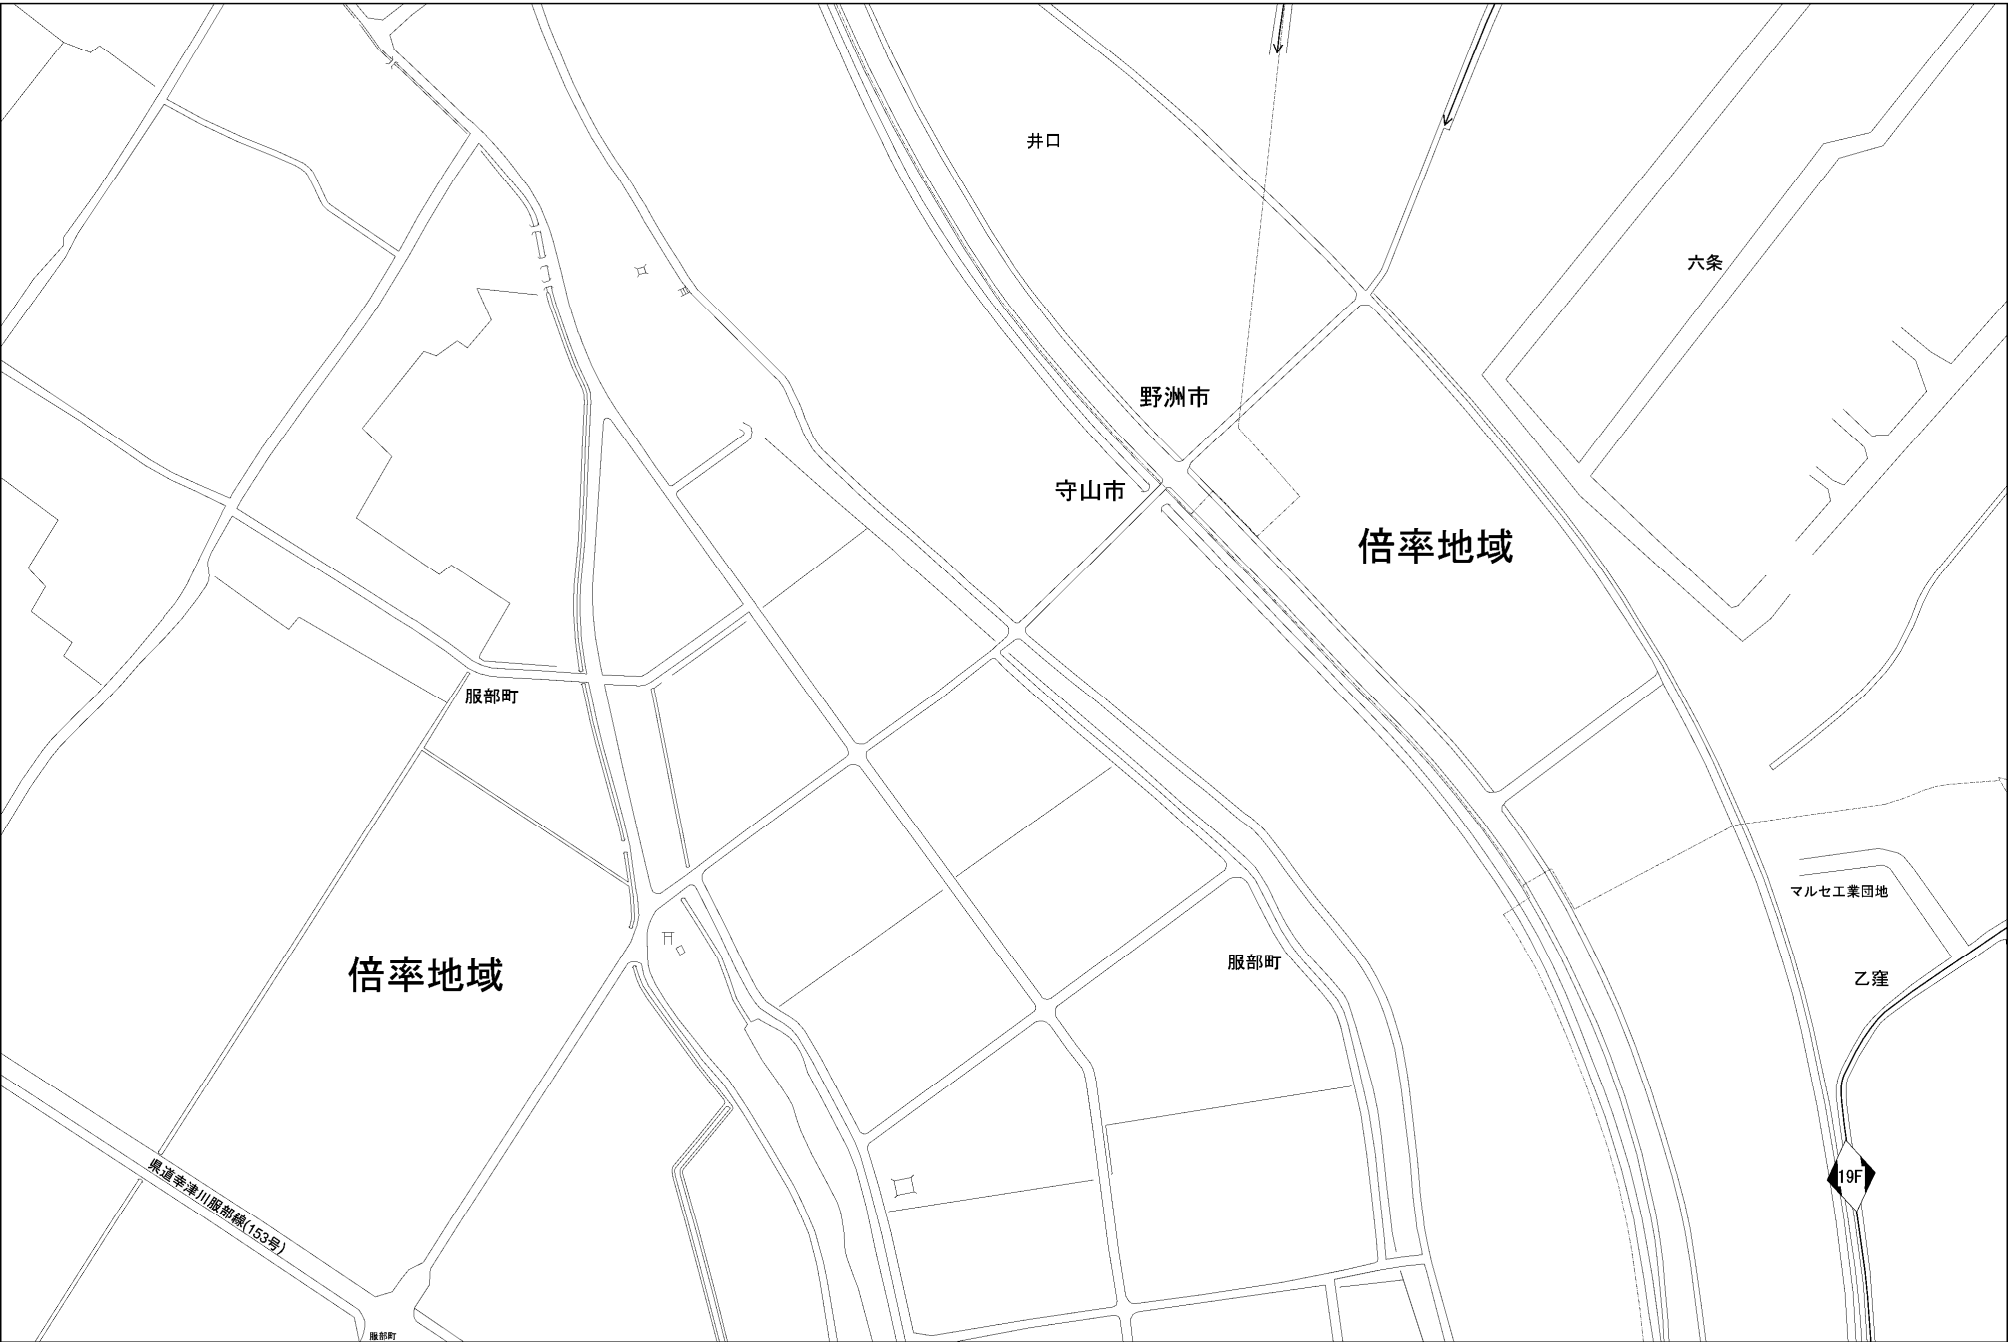 井口
六条
野洲市
守山市
倍率地域
服部町
マルセ工業団地
服部町
倍率地域
乙窪
県道幸津川服部線(153号)
19F
服部町